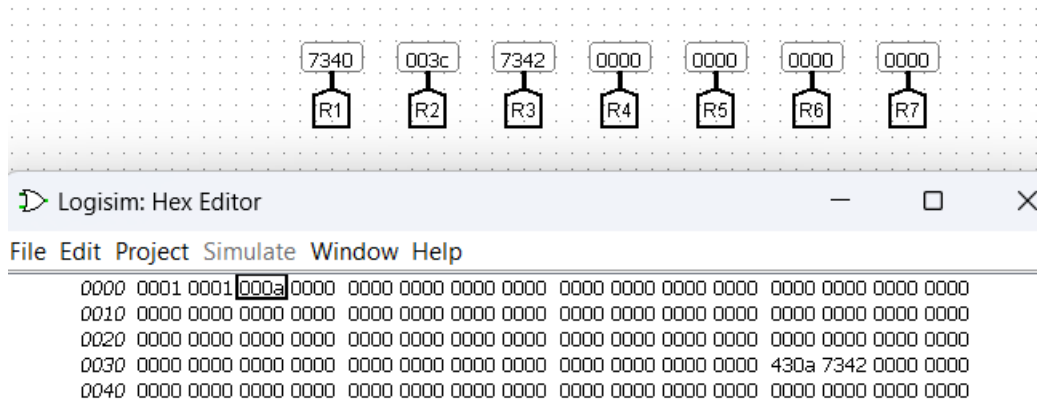 7340 003c 7342 0000 0000 0000 0000
R1 R2 R3 R4 R5 R6 R7
Logisim: Hex Editor
File Edit Project Simulate Window Help
0000 0001 0001 000a 0000 0000 0000 0000 0000 0000 0000 0000 0000 0000 0000 0000 0000
0010 0000 0000 0000 0000 0000 0000 0000 0000 0000 0000 0000 0000 0000 0000 0000 0000
0020 0000 0000 0000 0000 0000 0000 0000 0000 0000 0000 0000 0000 0000 0000 0000 0000
0030 0000 0000 0000 0000 0000 0000 0000 0000 0000 0000 0000 0000 430a 7342 0000 0000
0040 0000 0000 0000 0000 0000 0000 0000 0000 0000 0000 0000 0000 0000 0000 0000 0000